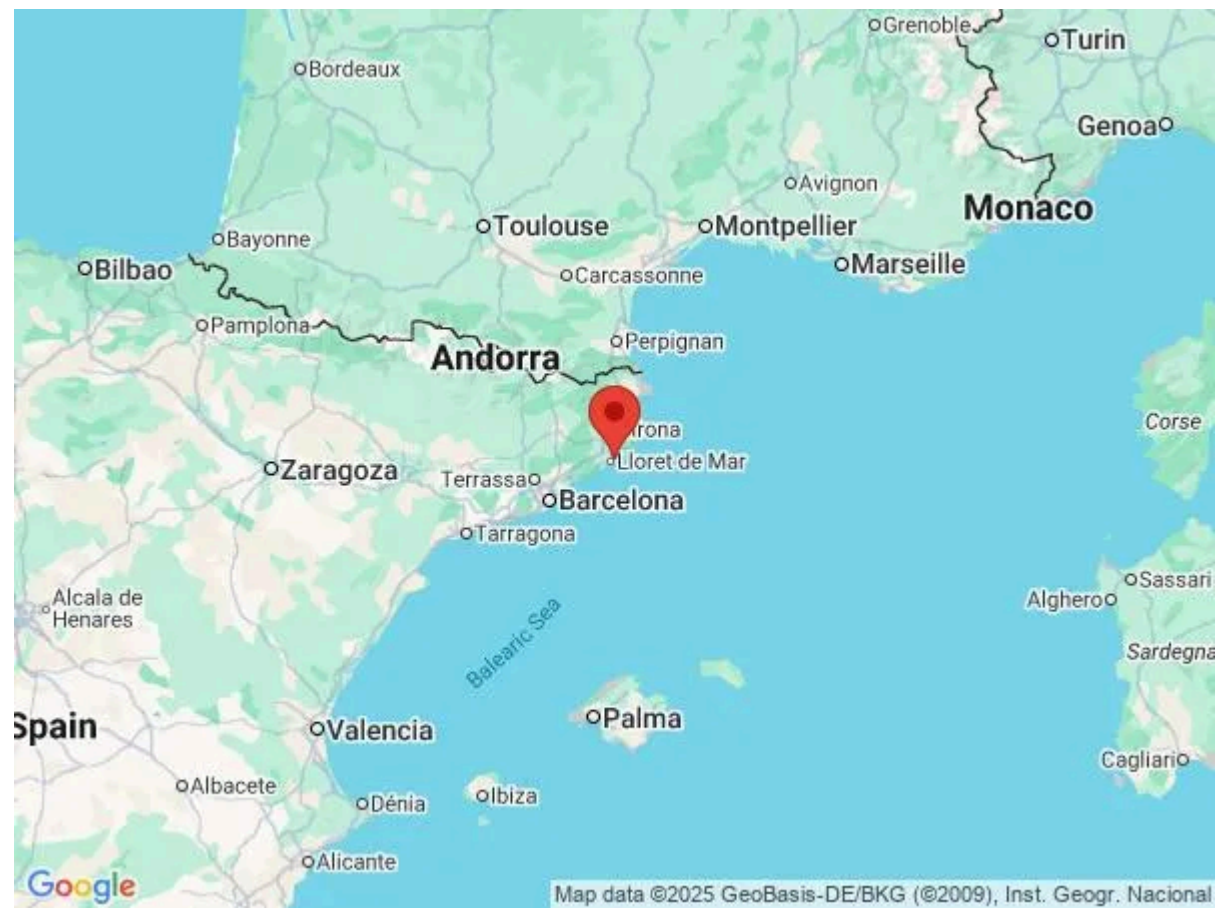 Grenoble
Turin
Bordeaux
Genoa
Avignon
Monaco
Toulouse
Montpellier
Bayonne
Marseille
Bilbao
Carcassonne
Pamplona
Perpignan
Andorra
Corse
irona
Lloret de Mar
Zaragoza
Terrassa
Barcelona
Tarragona
Sassari
Alghero
Alcala de
Henares
Balearic Sea
Sardegna
Palma
Spain
Valencia
Cagliari
Albacete
Ibiza
Dénia
Alicante
Google
Map data ©2025 GeoBasis-DE/BKG (©2009), Inst. Geogr. Nacional